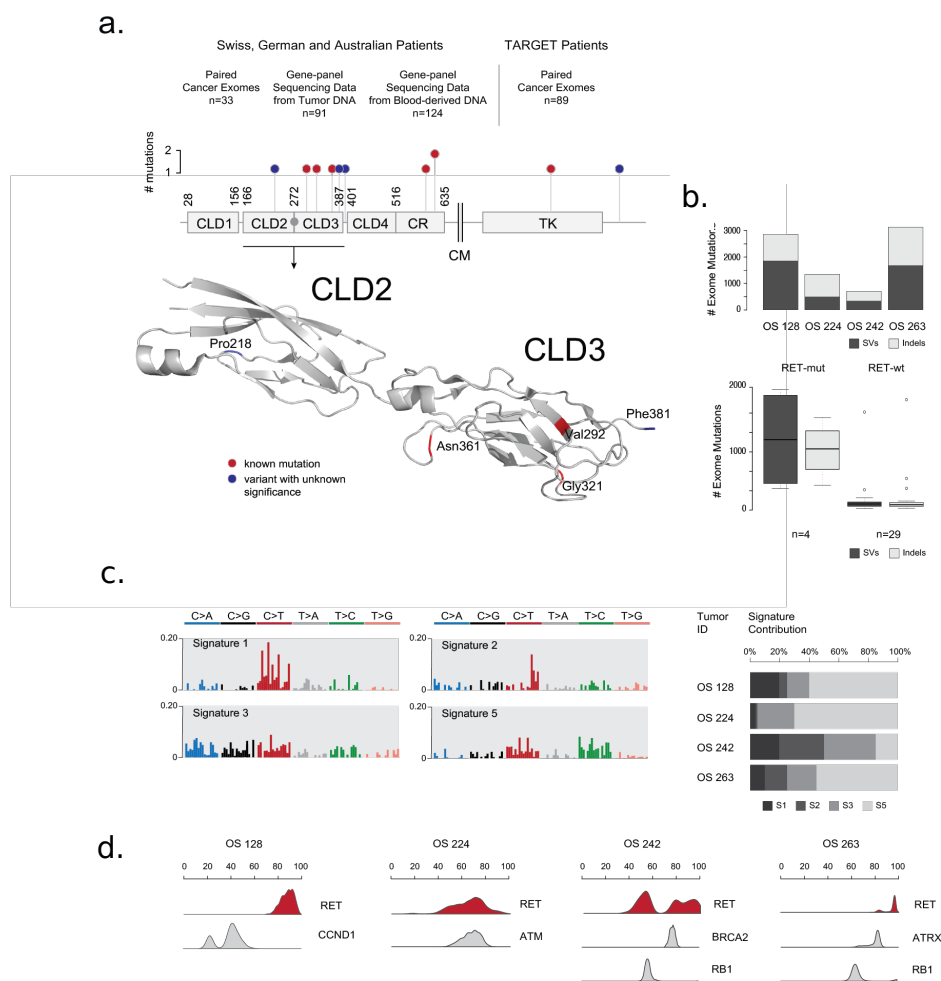 a.
Swiss, German and Australian Patients
TARGET Patients
Paired
Cancer Exomes
n=33
Gene-panel
Sequencing Data
from Tumor DNA
n=91
Gene-panel
Sequencing Data
from Blood-derived DNA
n=124
Paired
Cancer Exomes
n=89
# mutations
2
1
28
156
166
272
387
401
516
635
CLD1
CLD2
CLD3
CLD4
CR
CM
TK
CLD2
Pro218
CLD3
Phe381
Val292
Asn361
Gly321
known mutation
variant with unknown
significance
b.
# Exome Mutatior...
3000
2000
1000
0
OS 128
OS 224
OS 242
OS 263
SVs
Indels
RET-mut
RET-wt
# Exome Mutations
2000
1000
0
n=4
n=29
SVs
Indels
c.
C>A C>G C>T T>A T>C T>G
C>A C>G C>T T>A T>C T>G
0.20
Signature 1
0
0.20
Signature 2
0
0.20
Signature 3
0
0.20
Signature 5
0
Tumor
ID
Signature
Contribution
0% 20% 40% 60% 80% 100%
OS 128
OS 224
OS 242
OS 263
S1 S2 S3 S5
d.
OS 128
0 20 40 60 80 100
RET
CCND1
OS 224
0 20 40 60 80 100
RET
ATM
OS 242
0 20 40 60 80 100
RET
BRCA2
RB1
OS 263
0 20 40 60 80 100
RET
ATRX
RB1